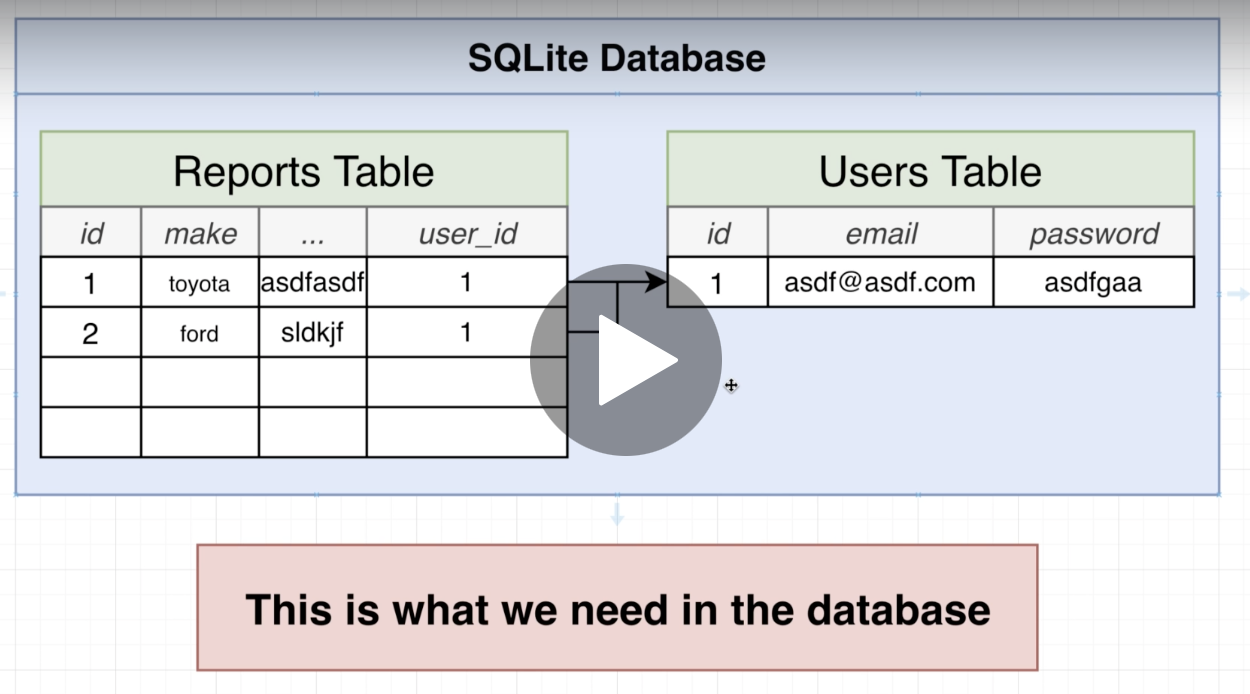 SQLite Database
Reports Table
id make ... user_id
1 toyota asdfasdf 1
2 ford sldkjf 1
Users Table
id email password
1 asdf@asdf.com asdfgaa
This is what we need in the database